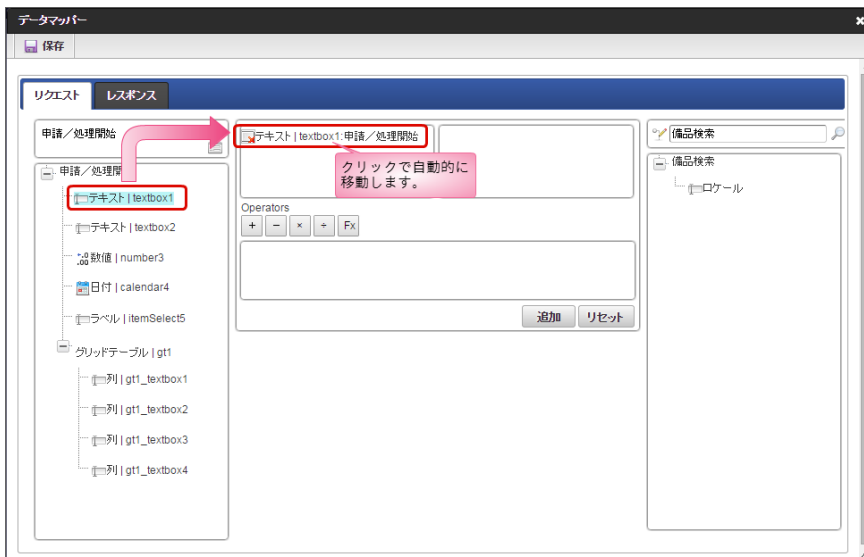 データマッパー
保存
リクエスト レスポンス
申請／処理開始
申請／処理開
テキスト | textbox1
テキスト | textbox2
数値 | number3
日付 | calendar4
ラベル | itemSelect5
グリッドテーブル | gt1
列 | gt1_textbox1
列 | gt1_textbox2
列 | gt1_textbox3
列 | gt1_textbox4
テキスト | textbox1:申請／処理開始
クリックで自動的に
移動します。
Operators
+ − × ÷ Fx
追加 リセット
備品検索
備品検索
ロケール